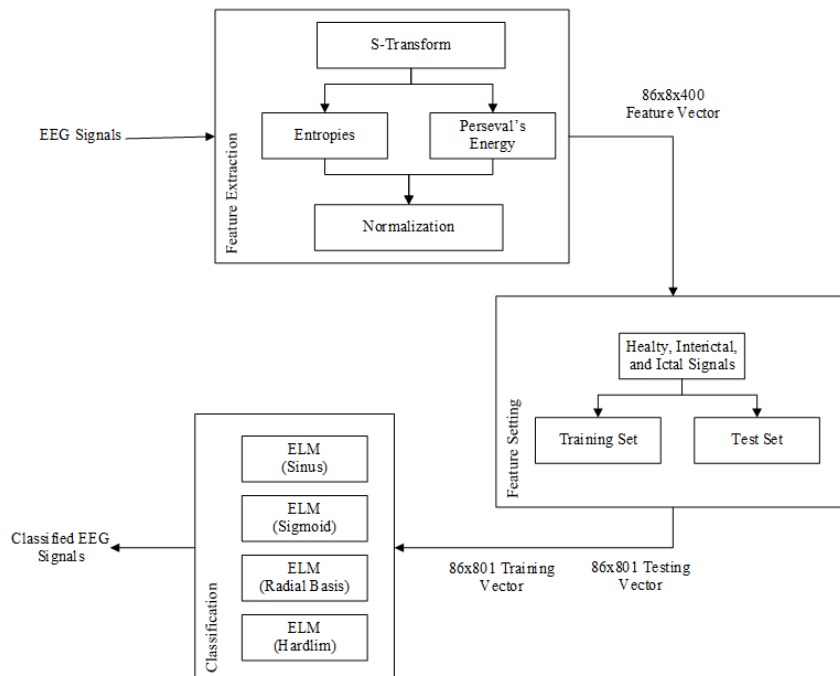 S-Transform
EEG Signals
Entropies
Perseval's
Energy
Normalization
Feature Extraction
86x8x400
Feature Vector
Healty, Interictal,
and Ictal Signals
Training Set
Test Set
Feature Setting
86x801 Training
Vector
86x801 Testing
Vector
ELM
(Sinus)
ELM
(Sigmoid)
ELM
(Radial Basis)
ELM
(Hardlim)
Classification
Classified EEG
Signals